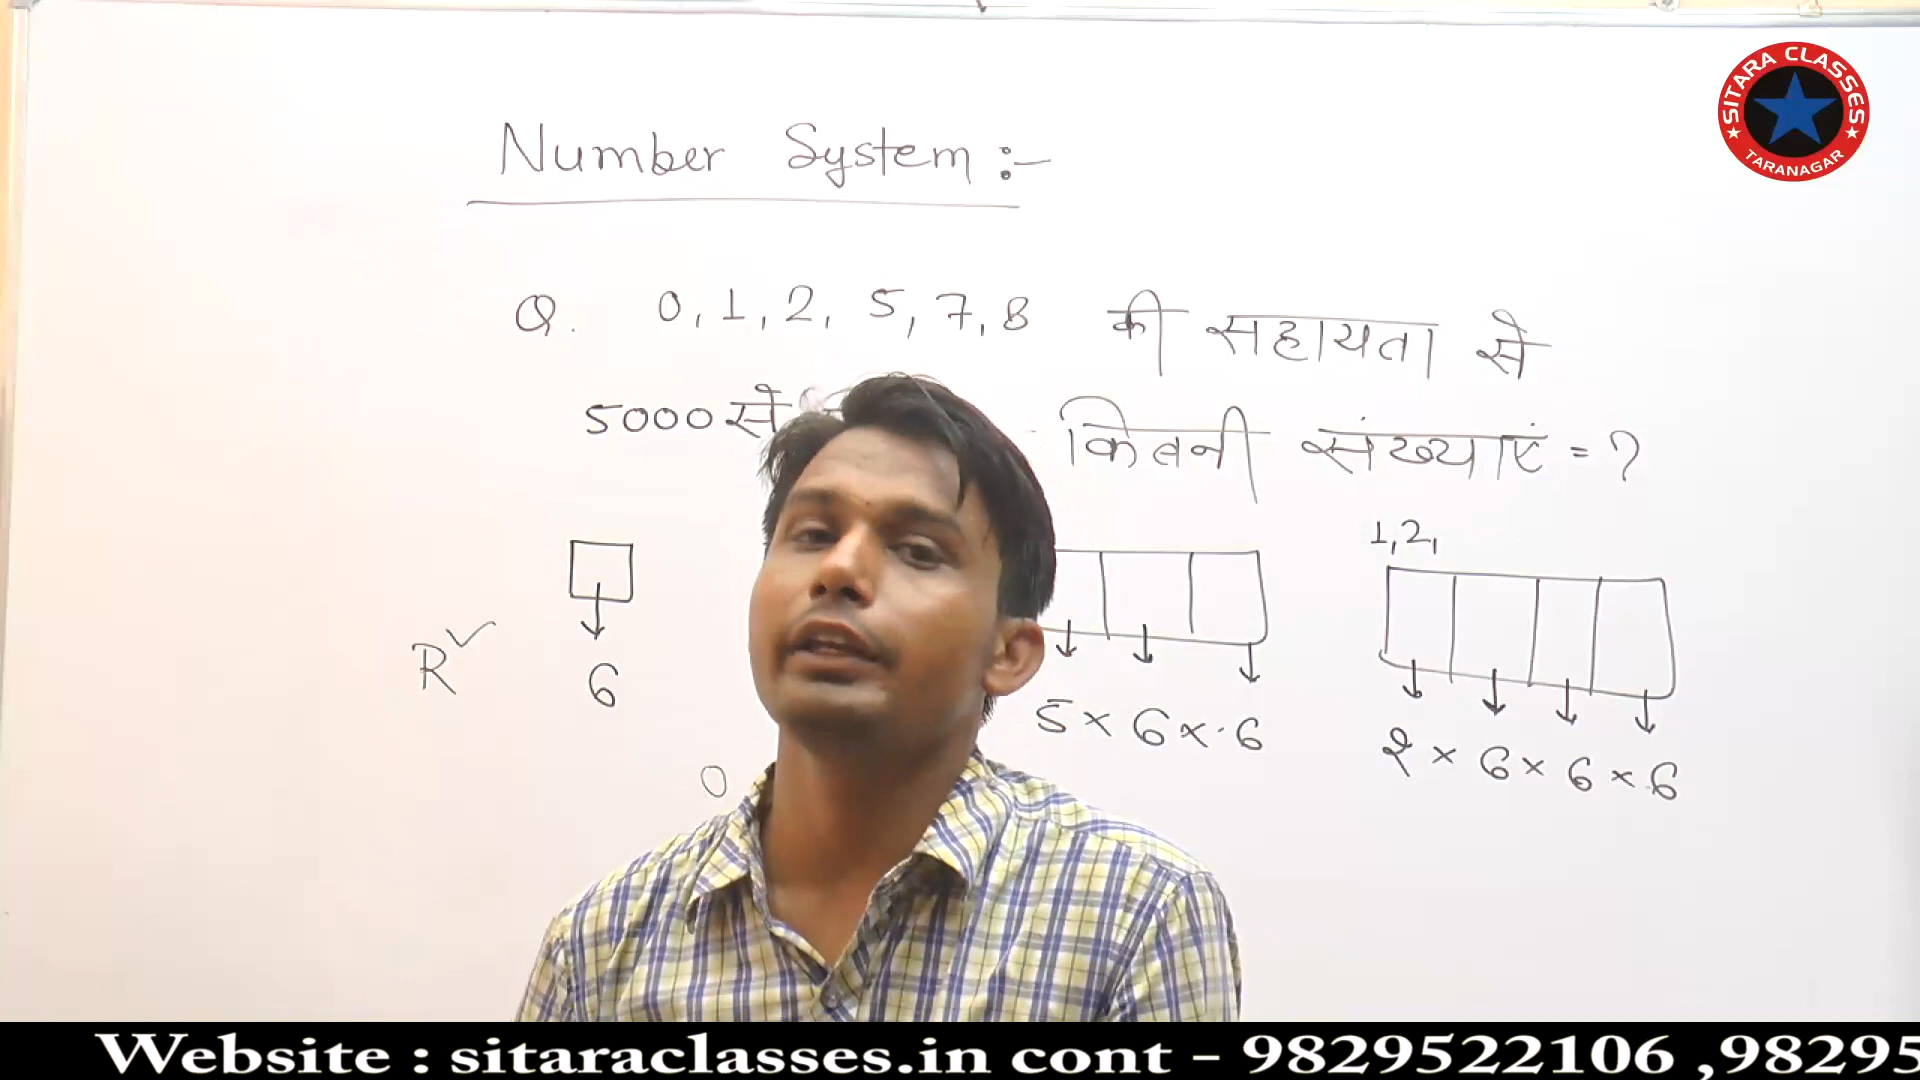 SITARA CLASSES
TARANAGAR
Number System :-
Q. 0, 1, 2, 5, 7, 8 की सहायता से
5000 से कितनी संख्याएं = ?
1, 2,
R✓ 6
5 × 6 × 6
2 × 6 × 6 × 6
0
Website : sitaraclasses.in cont - 9829522106 ,98295